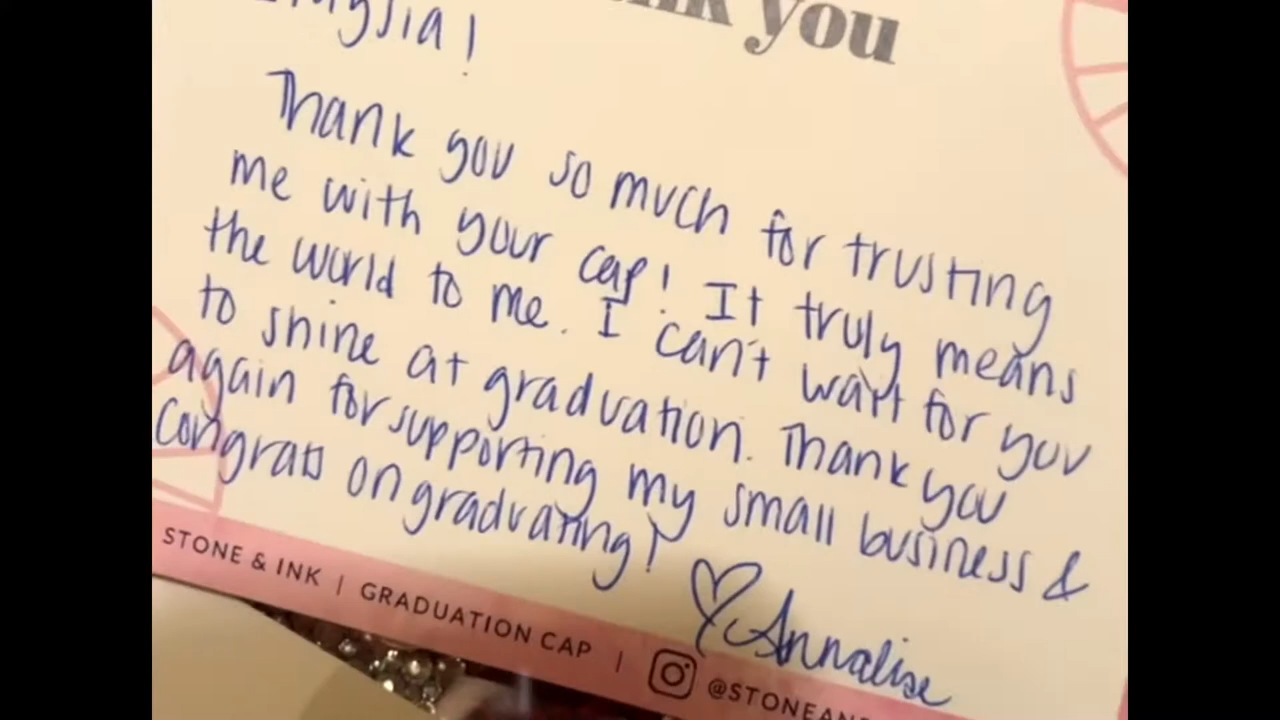 you
Thank you so much for trusting
me with your cap! It truly means
the world to me. I can't wait for you
to shine at graduation. Thank you
again for supporting my small business &
Congrats on graduating!
♡ Annalise
STONE & INK | GRADUATION CAP |